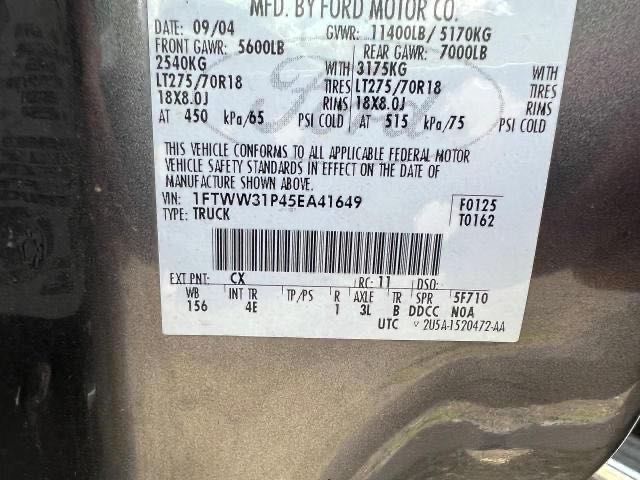 MFD. BY FORD MOTOR CO.
DATE: 09/04 GVWR: 11400LB/ 5170KG
FRONT GAWR: 5600LB REAR GAWR: 7000LB
2540KG WITH 3175KG WITH
LT275/70R18 TIRES LT275/70R18 TIRES
18X8.0J RIMS 18X8.0J RIMS
AT 450 kPa/65 PSI COLD AT 515 kPa/75 PSI COLD
Ford
THIS VEHICLE CONFORMS TO ALL APPLICABLE FEDERAL MOTOR
VEHICLE SAFETY STANDARDS IN EFFECT ON THE DATE OF
MANUFACTURE SHOWN ABOVE.
VIN: 1FTWW31P45EA41649 F0125
TYPE: TRUCK T0162
EXT PNT: CX RC: 11 DSO:
WB INT TR TP/PS R AXLE TR SPR 5F710
156 4E 1 3L B DDCC NOA
UTC 2U5A-1520472-AA